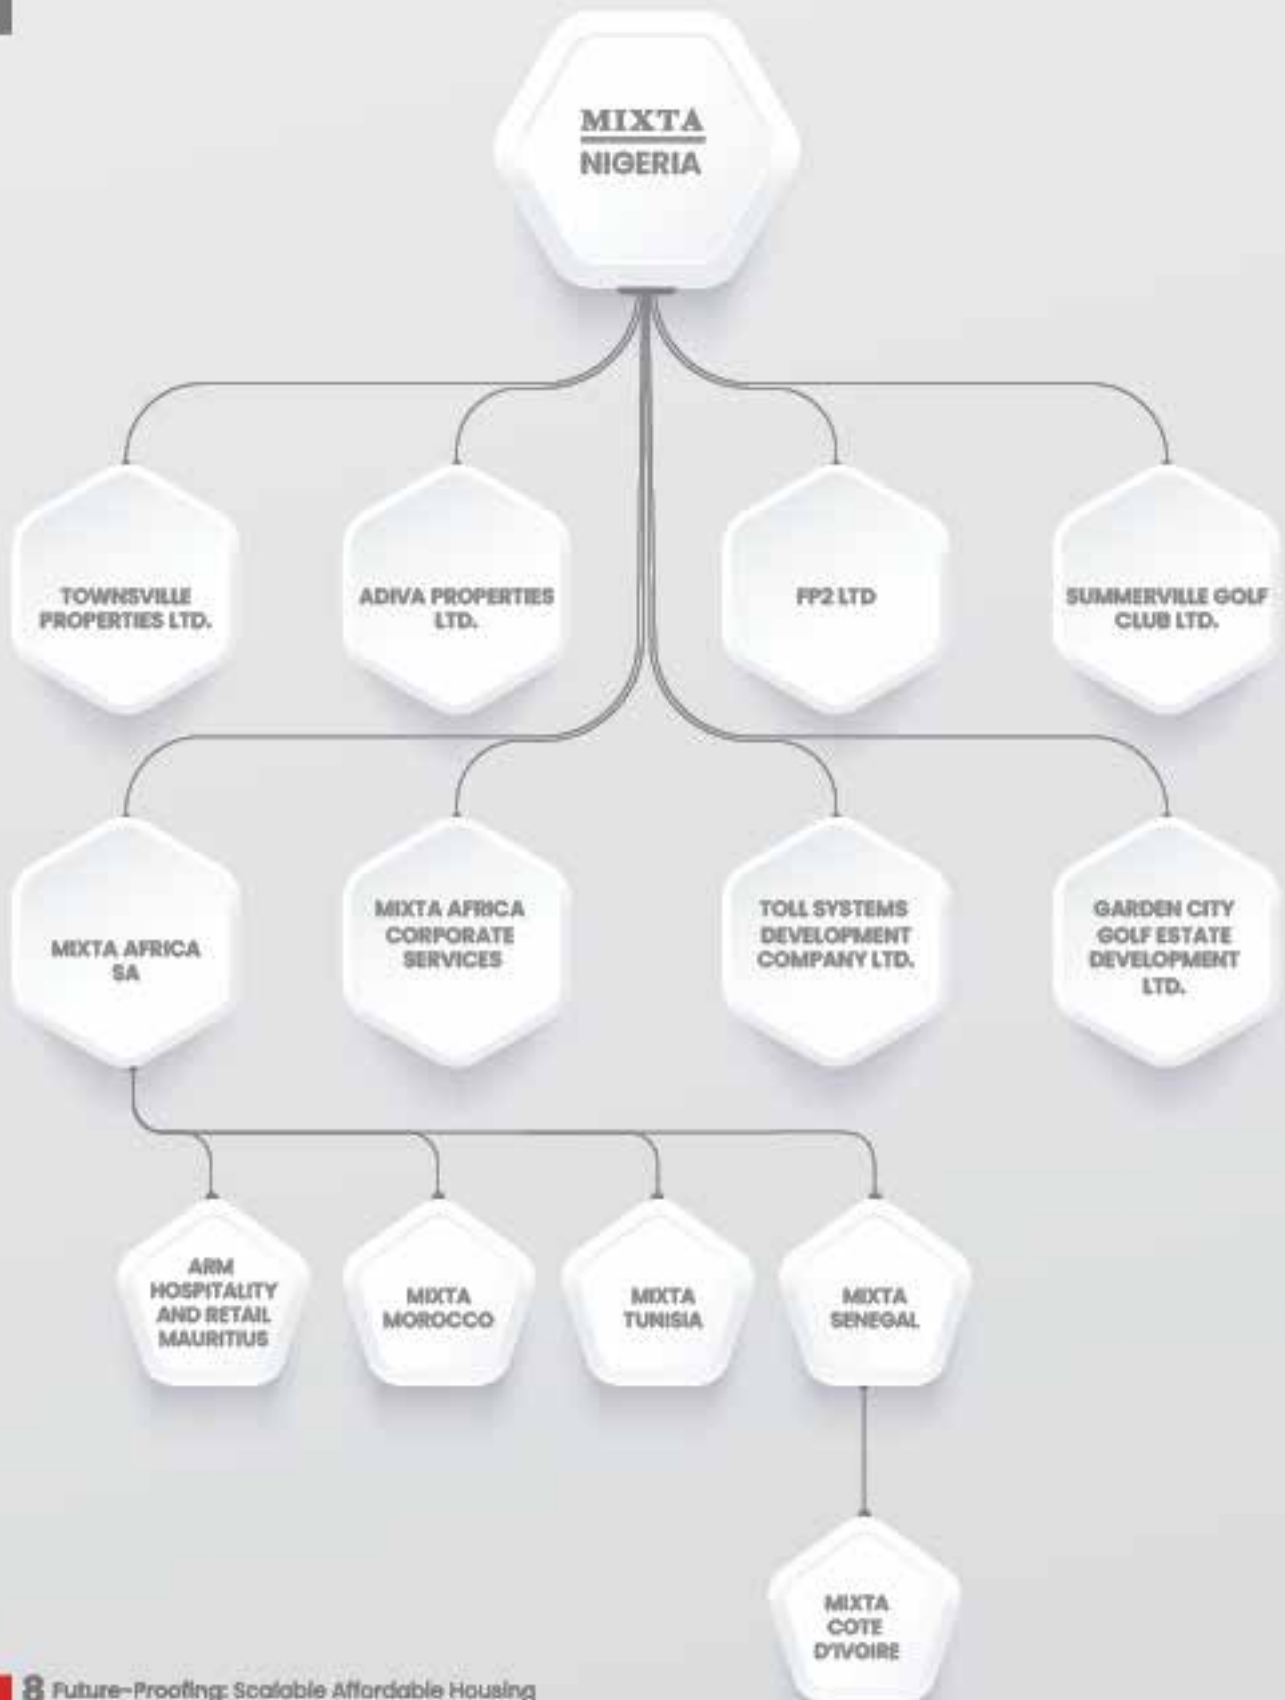 MIXTA
NIGERIA
TOWNSVILLE
PROPERTIES LTD.
ADIVA PROPERTIES
LTD.
FP2 LTD
SUMMERVILLE GOLF
CLUB LTD.
MIXTA AFRICA
SA
MIXTA AFRICA
CORPORATE
SERVICES
TOLL SYSTEMS
DEVELOPMENT
COMPANY LTD.
GARDEN CITY
GOLF ESTATE
DEVELOPMENT
LTD.
ARM
HOSPITALITY
AND RETAIL
MAURITIUS
MIXTA
MOROCCO
MIXTA
TUNISIA
MIXTA
SENEGAL
MIXTA
COTE
D'IVOIRE
8 Future-Proofing: Scalable Affordable Housing